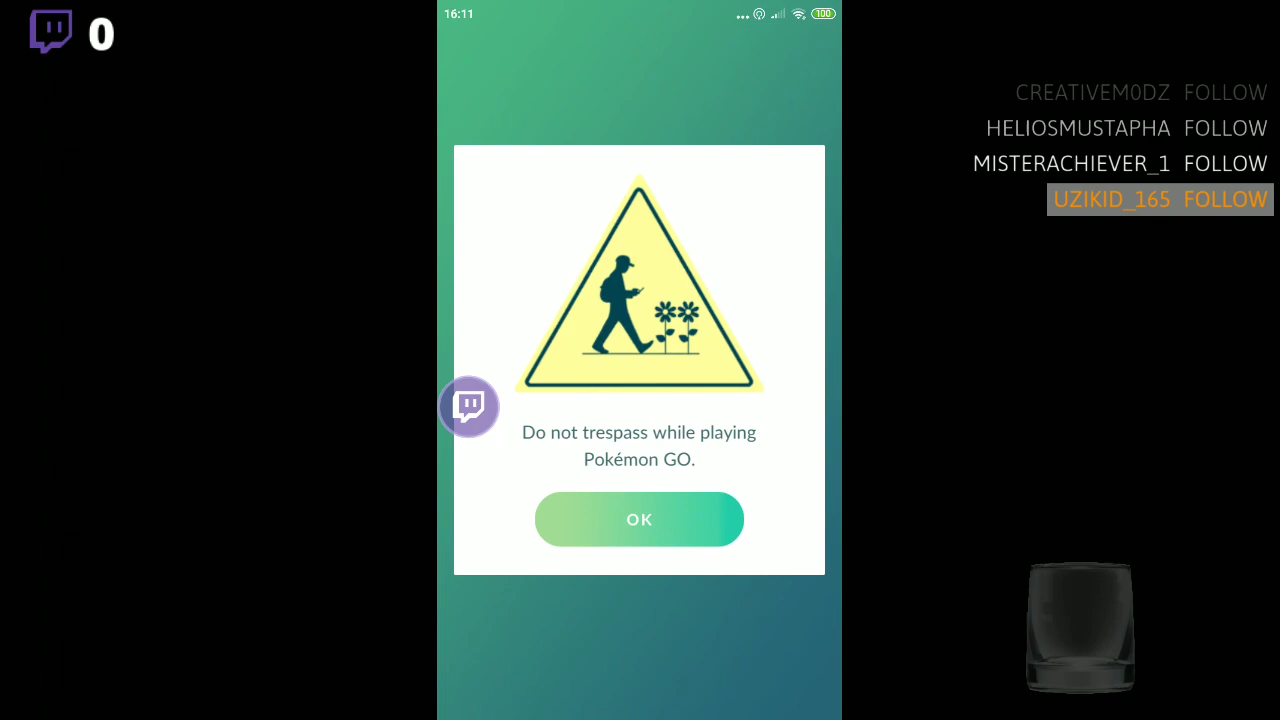 0
16:11
100
CREATIVEM0DZ FOLLOW
HELIOSMUSTAPHA FOLLOW
MISTERACHIEVER_1 FOLLOW
UZIKID_165 FOLLOW
Do not trespass while playing
Pokémon GO.
OK